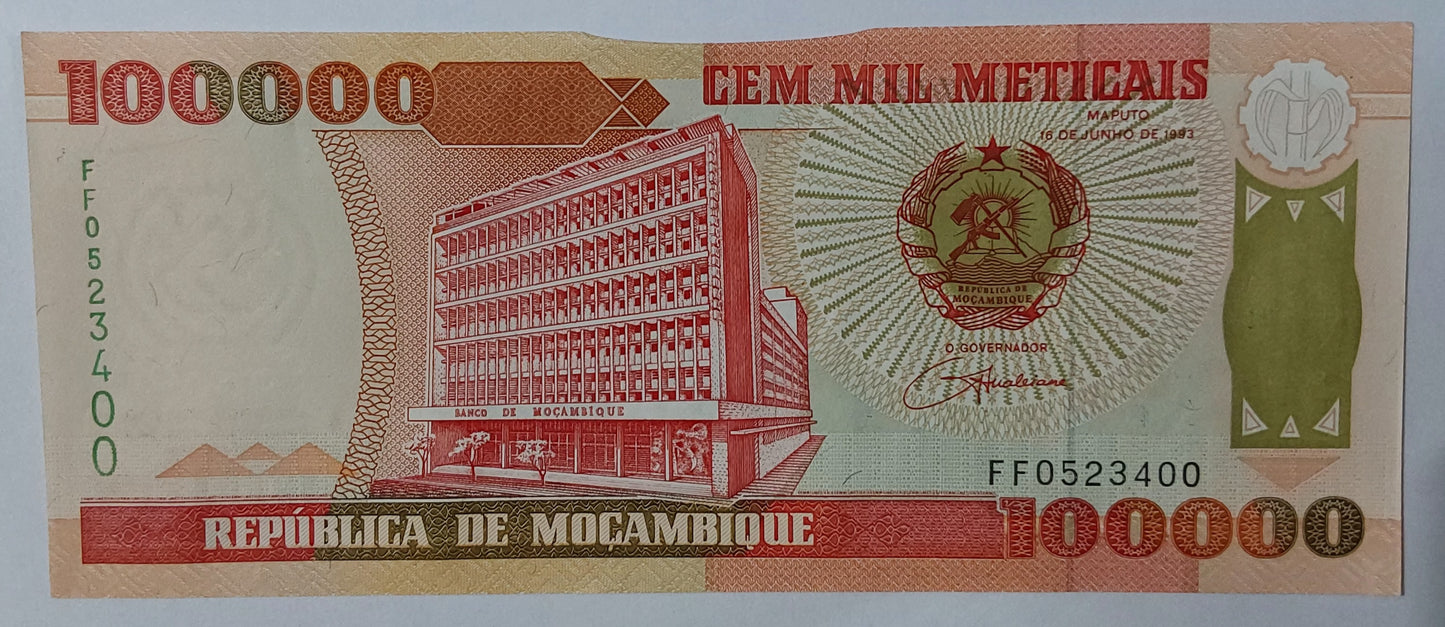 100000
CEM MIL METICAIS
MAPUTO
16 DE JUNHO DE 1993
FF0523400
REPÚBLICA DE
MOÇAMBIQUE
O GOVERNADOR
BANCO DE MOÇAMBIQUE
FF0523400
REPÚBLICA DE MOÇAMBIQUE
100000